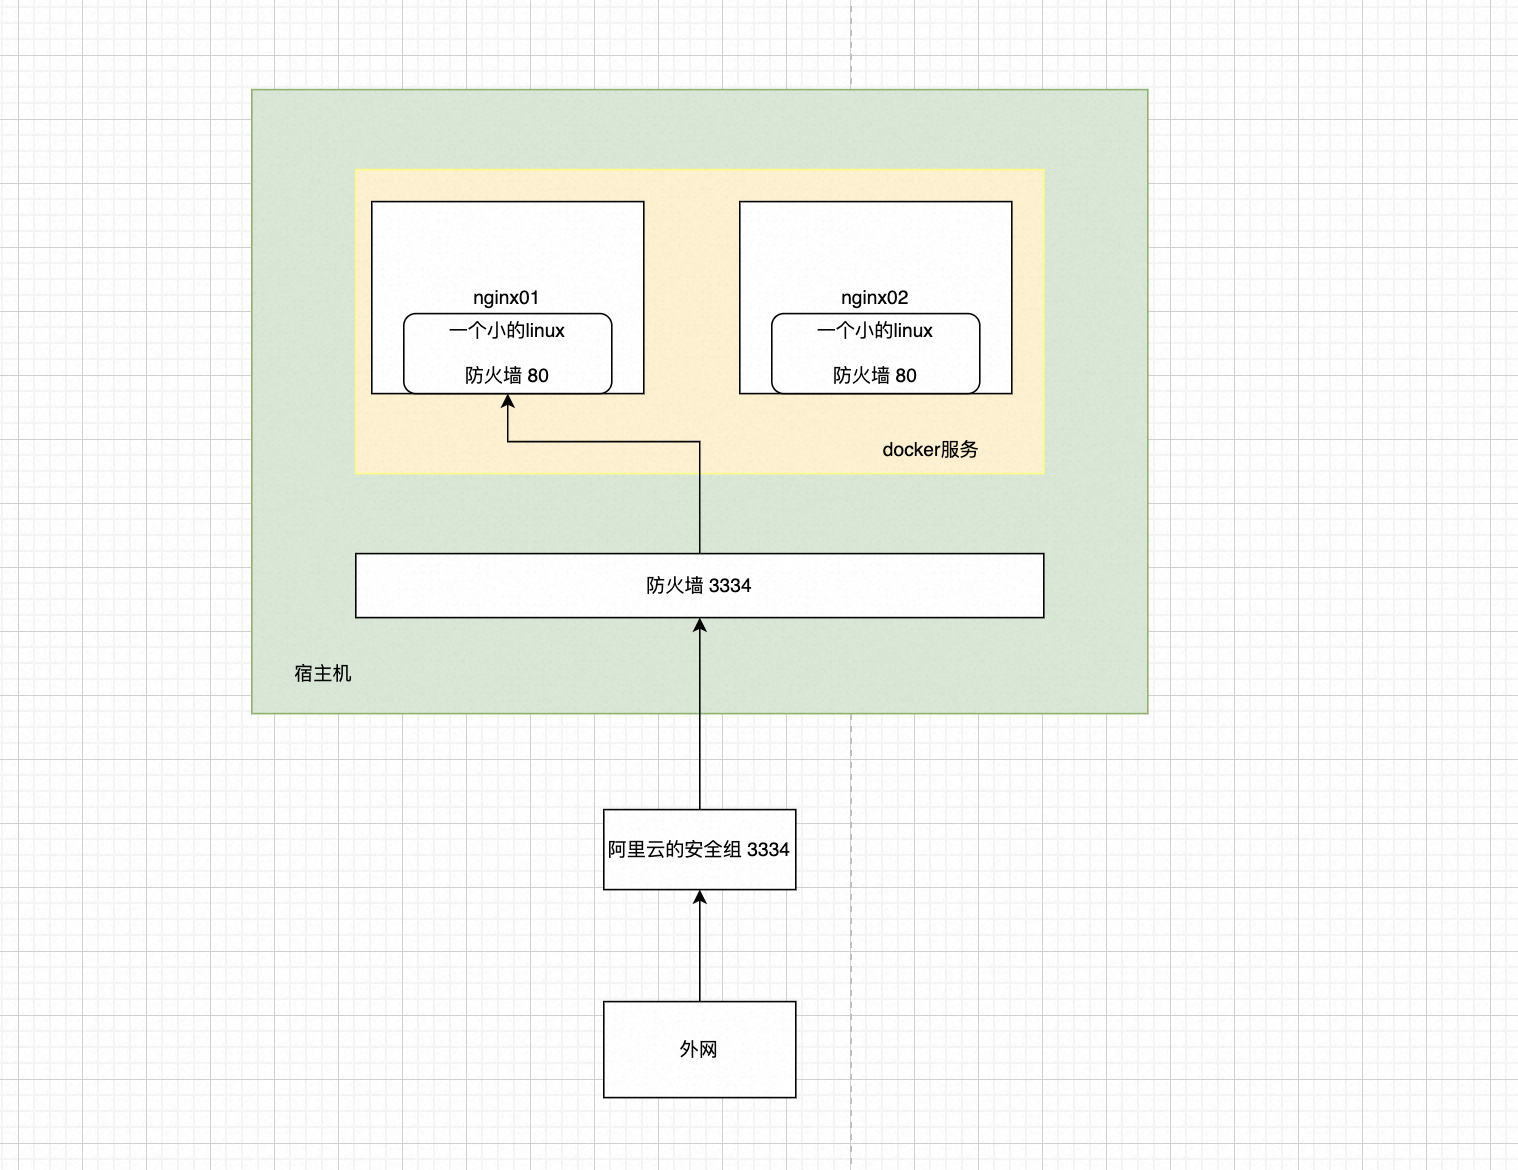 nginx01
一个小的linux
防火墙 80
nginx02
一个小的linux
防火墙 80
docker服务
防火墙 3334
宿主机
阿里云的安全组 3334
外网